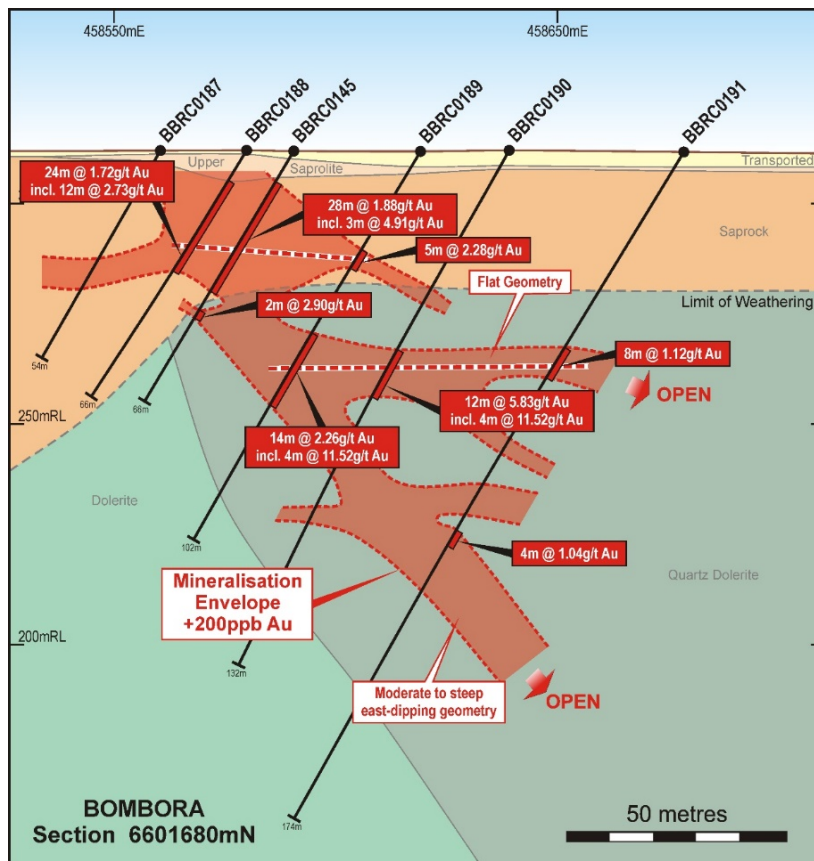 458550mE
458650mE
BBRC0187
BBRC0188
BBRC0145
BBRC0189
BBRC0190
BBRC0191
Upper
Saprolite
Transported
24m @ 1.72g/t Au
incl. 12m @ 2.73g/t Au
28m @ 1.88g/t Au
incl. 3m @ 4.91g/t Au
5m @ 2.28g/t Au
Saprock
Flat Geometry
2m @ 2.90g/t Au
Limit of Weathering
8m @ 1.12g/t Au
OPEN
12m @ 5.83g/t Au
incl. 4m @ 11.52g/t Au
14m @ 2.26g/t Au
incl. 4m @ 11.52g/t Au
54m
66m
66m
250mRL
Dolerite
102m
4m @ 1.04g/t Au
Quartz Dolerite
Mineralisation
Envelope
+200ppb Au
200mRL
132m
Moderate to steep
east-dipping geometry
OPEN
174m
BOMBORA
Section 6601680mN
50 metres